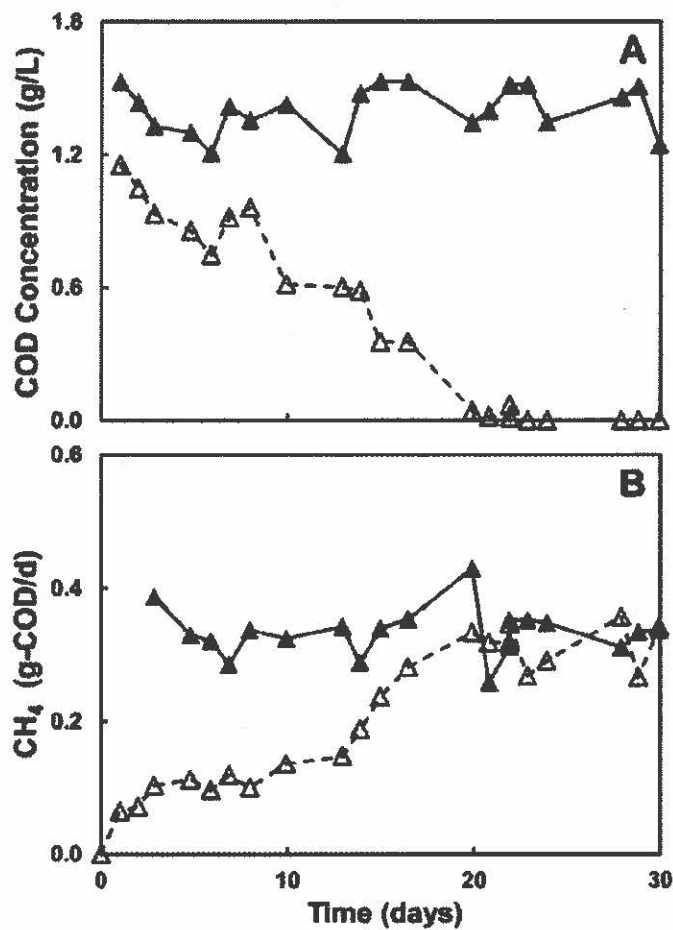 A
COD Concentration (g/L)
1.8
1.2
0.6
0.0
B
CH₄ (g-COD/d)
0.6
0.4
0.2
0.0
0 10 20 30
Time (days)